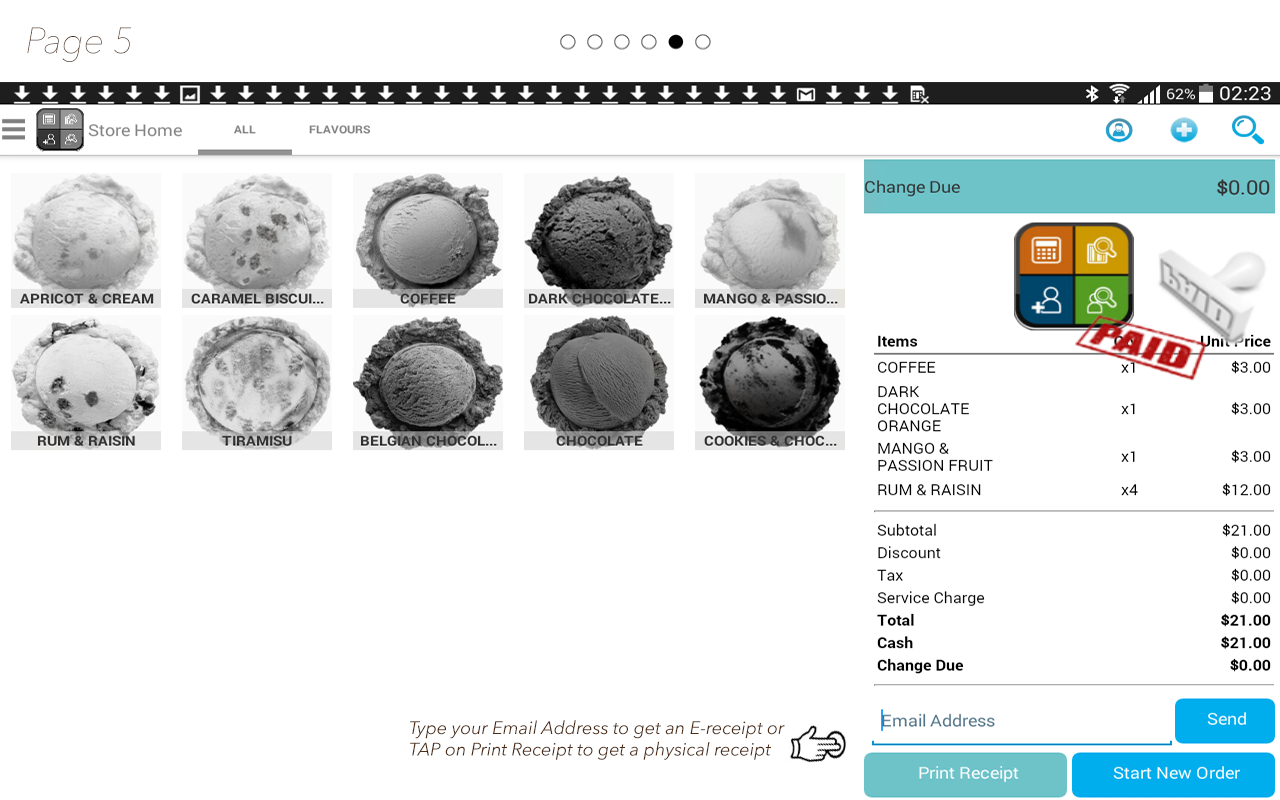 Page 5
62% 02:23
Store Home ALL FLAVOURS
Change Due $0.00
APRICOT & CREAM CARAMEL BISCUI... COFFEE DARK CHOCOLATE... MANGO & PASSIO...
RUM & RAISIN TIRAMISU BELGIAN CHOCOL... CHOCOLATE COOKIES & CHOC...
PAID
PAID
Items Unit Price
COFFEE x1 $3.00
DARK
CHOCOLATE x1 $3.00
ORANGE
MANGO &
PASSION FRUIT x1 $3.00
RUM & RAISIN x4 $12.00
Subtotal $21.00
Discount $0.00
Tax $0.00
Service Charge $0.00
Total $21.00
Cash $21.00
Change Due $0.00
Type your Email Address to get an E-receipt or
TAP on Print Receipt to get a physical receipt
Email Address Send
Print Receipt Start New Order